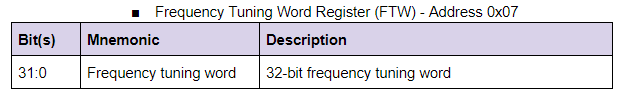 ■ Frequency Tuning Word Register (FTW) - Address 0x07
Bit(s) Mnemonic Description
31:0 Frequency tuning word 32-bit frequency tuning word